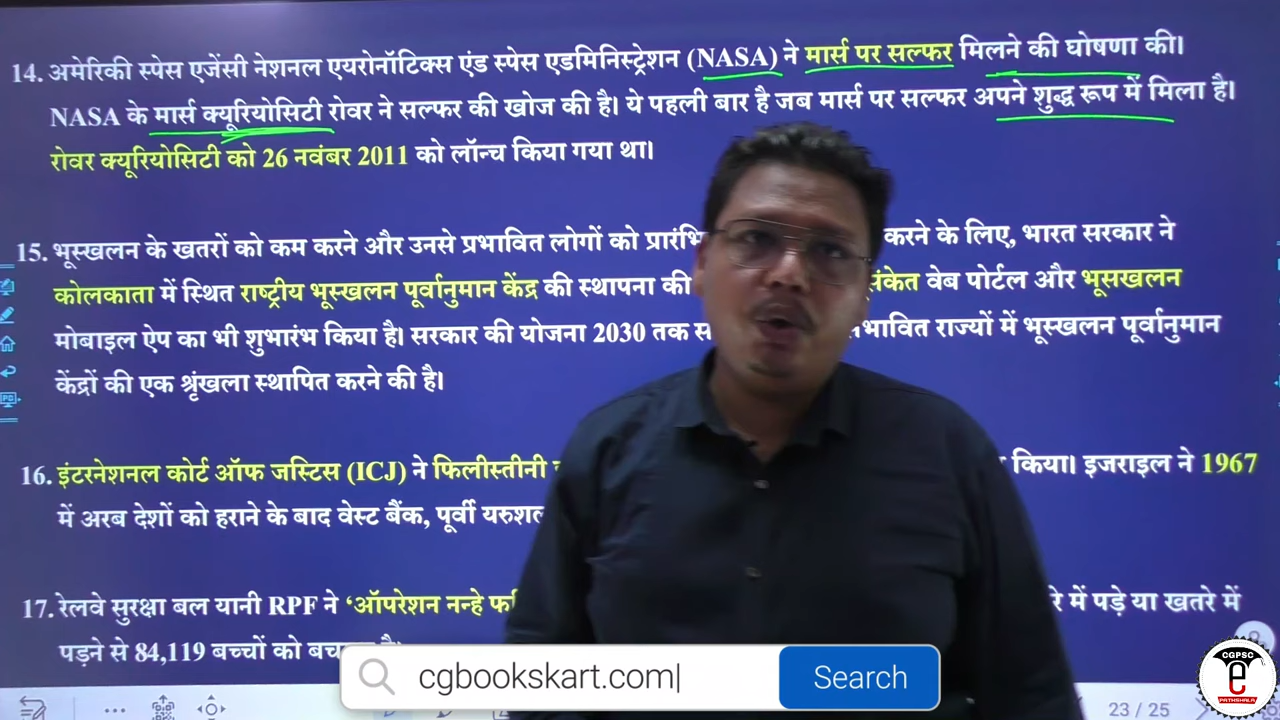 14. अमेरिकी स्पेस एजेंसी नेशनल एयरोनॉटिक्स एंड स्पेस एडमिनिस्ट्रेशन (NASA) ने मार्स पर सल्फर मिलने की घोषणा की।
NASA के मार्स क्यूरियोसिटी रोवर ने सल्फर की खोज की है। ये पहली बार है जब मार्स पर सल्फर अपने शुद्ध रूप में मिला है।
रोवर क्यूरियोसिटी को 26 नवंबर 2011 को लॉन्च किया गया था।
15. भूस्खलन के खतरों को कम करने और उनसे प्रभावित लोगों को करने के लिए, भारत सरकार ने
कोलकाता में स्थित राष्ट्रीय भूस्खलन पूर्वानुमान केंद्र की स्थापना की वेब पोर्टल और भूसखलन
मोबाइल ऐप का भी शुभारंभ किया है। सरकार की योजना 2030 तक राज्यों में भूस्खलन पूर्वानुमान
केंद्रों की एक श्रृंखला स्थापित करने की है।
16. इंटरनेशनल कोर्ट ऑफ जस्टिस (ICJ) ने फिलीस्तीनी किया। इजराइल ने 1967
में अरब देशों को हराने के बाद वेस्ट बैंक, पूर्वी
17. रेलवे सुरक्षा बल यानी RPF ने ‘ऑपरेशन नन्हे में पड़े या खतरे में
पड़ने से 84,119 बच्चों को
cgbookskart.com Search
23 / 25
CGPSC
e
PATHSHALA